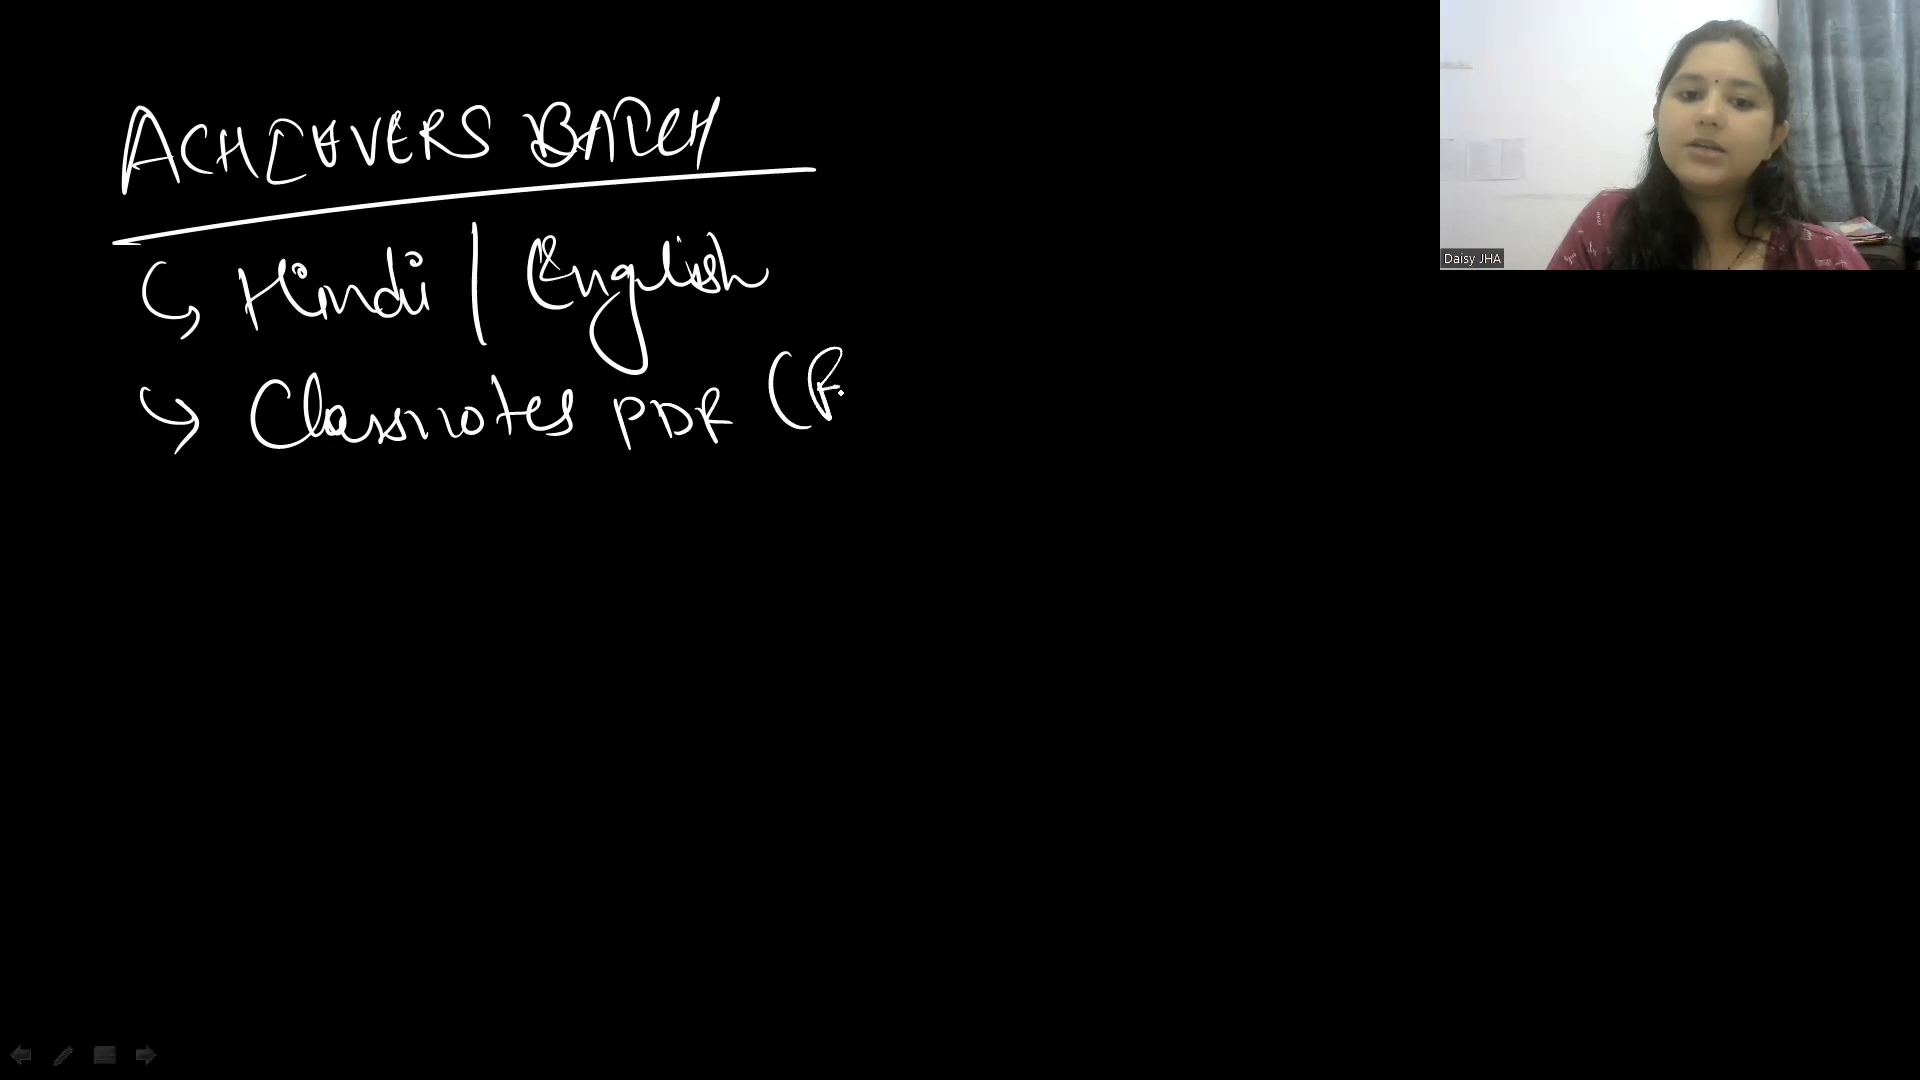 ACHIEVERS BATCH
Hindi | English
Classnotes PDF (
Daisy JHA